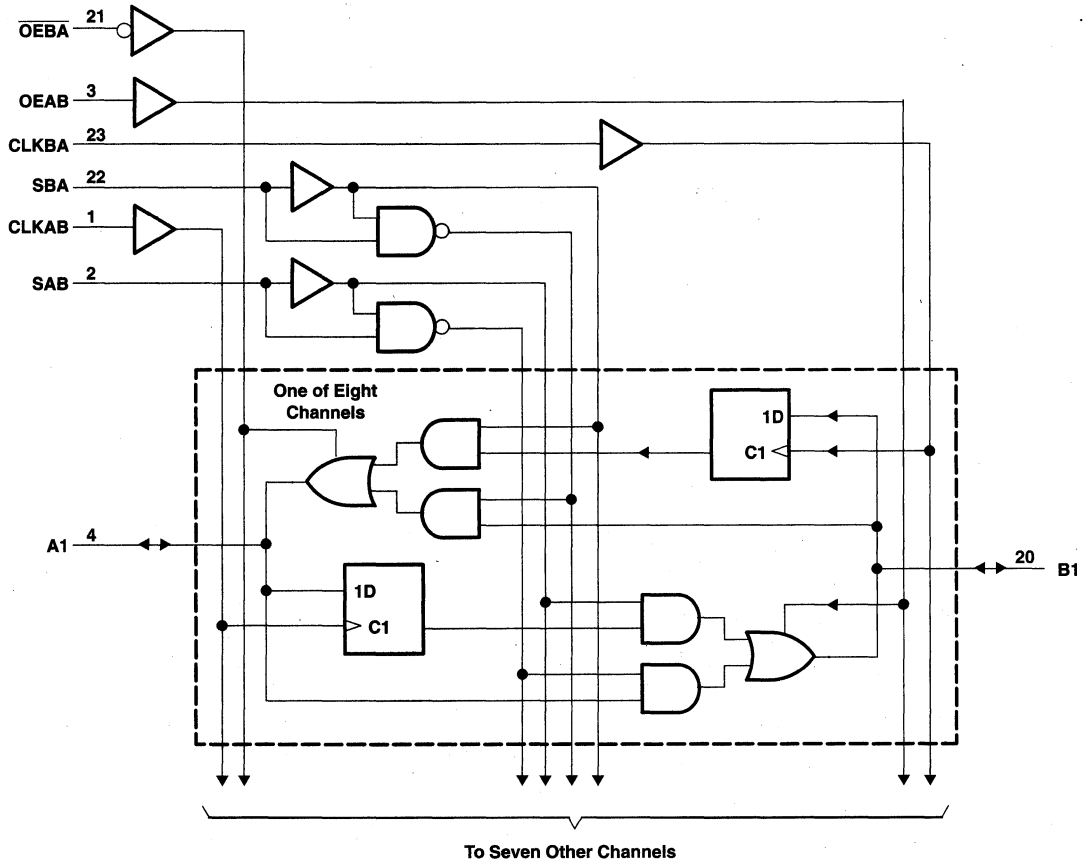 OEBA 21
OEAB 3
CLKBA 23
SBA 22
CLKAB 1
SAB 2
One of Eight
Channels
1D
C1
A1 4
20 B1
1D
C1
To Seven Other Channels